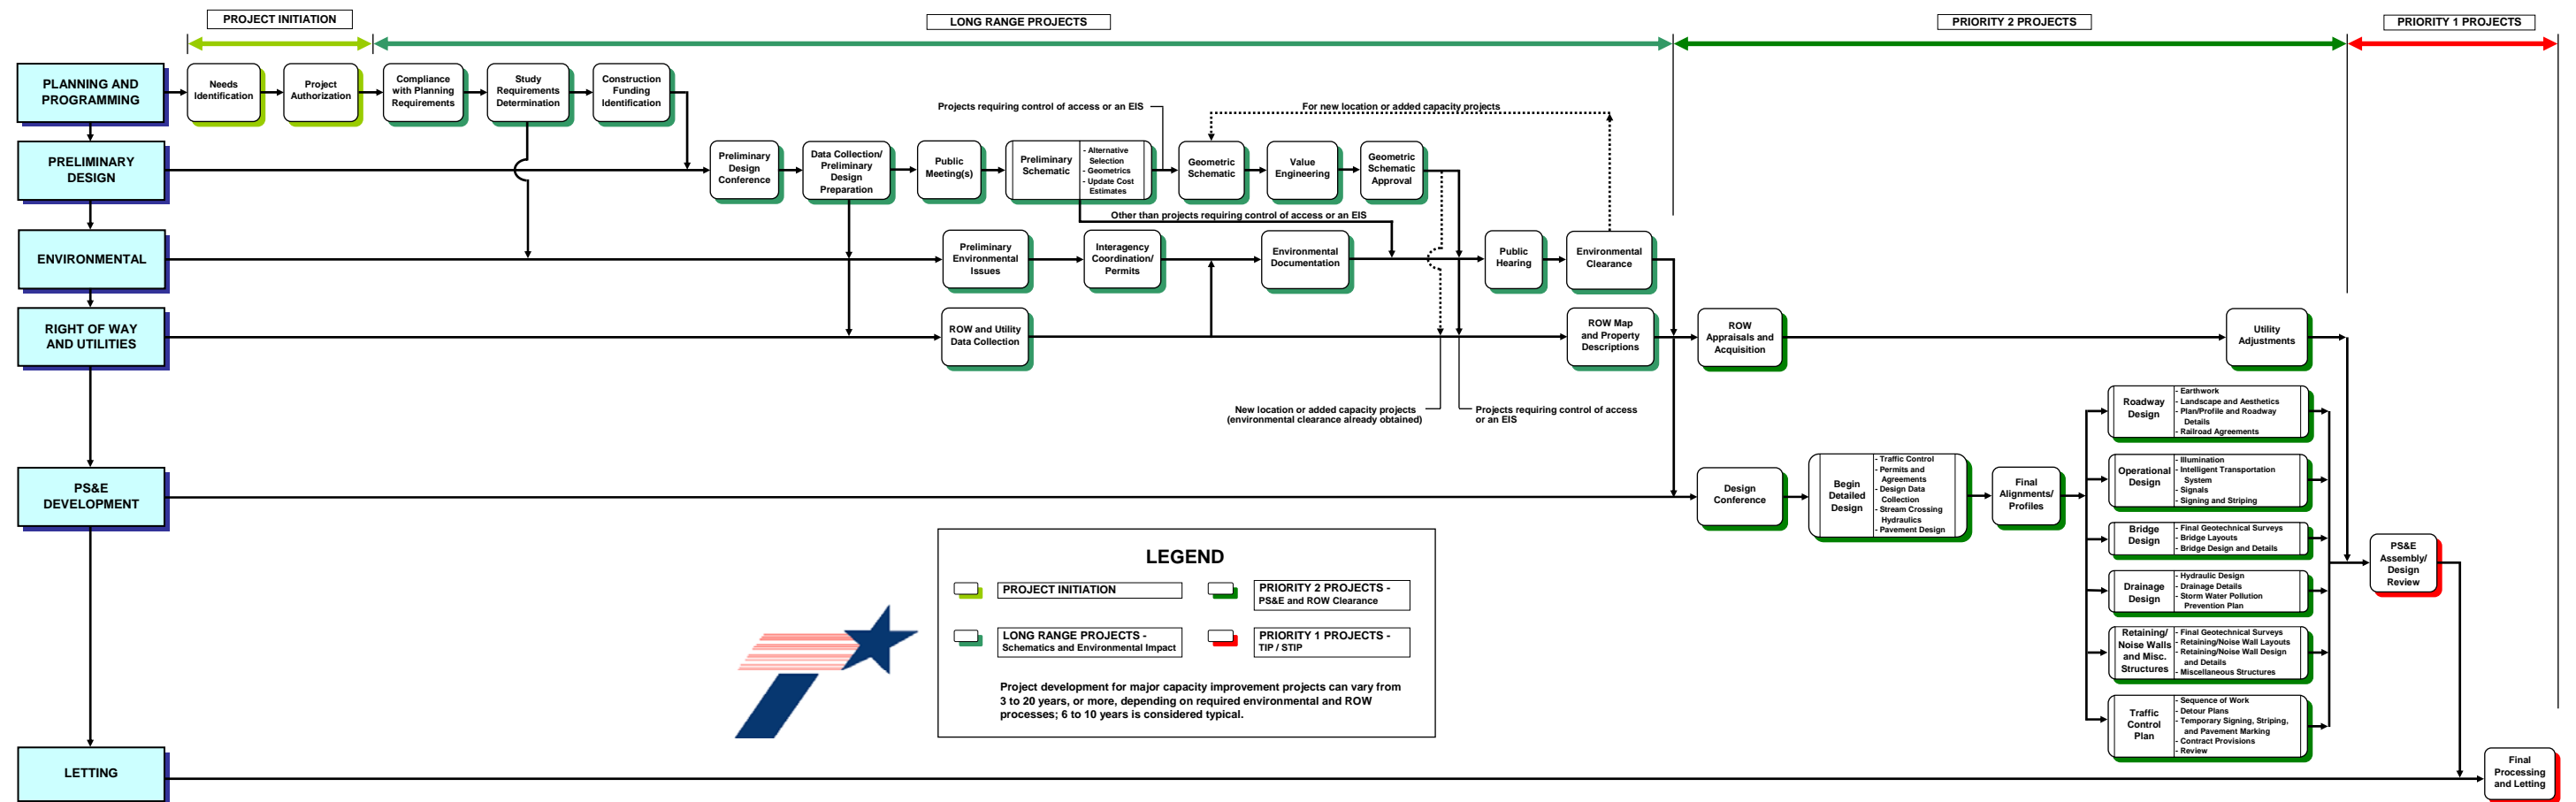 PROJECT INITIATION
LONG RANGE PROJECTS
PRIORITY 2 PROJECTS
PRIORITY 1 PROJECTS
PLANNING AND
PROGRAMMING
Needs
Identification
Project
Authorization
Compliance
with Planning
Requirements
Study
Requirements
Determination
Construction
Funding
Identification
Projects requiring control of access or an EIS
For new location or added capacity projects
PRELIMINARY
DESIGN
Preliminary
Design
Conference
Data Collection/
Preliminary
Design
Preparation
Public
Meeting(s)
Preliminary
Schematic
- Alternative
Selection
- Geometrics
- Update Cost
Estimates
Geometric
Schematic
Value
Engineering
Geometric
Schematic
Approval
Other than projects requiring control of access or an EIS
ENVIRONMENTAL
Preliminary
Environmental
Issues
Interagency
Coordination/
Permits
Environmental
Documentation
Public
Hearing
Environmental
Clearance
RIGHT OF WAY
AND UTILITIES
ROW and Utility
Data Collection
ROW Map
and Property
Descriptions
ROW
Appraisals and
Acquisition
Utility
Adjustments
New location or added capacity projects
(environmental clearance already obtained)
Projects requiring control of access
or an EIS
PS&E
DEVELOPMENT
Design
Conference
Begin
Detailed
Design
- Traffic Control
- Permits and
Agreements
- Design Data
Collection
- Stream Crossing
Hydraulics
- Pavement Design
Final
Alignments/
Profiles
Roadway
Design
- Earthwork
- Landscape and Aesthetics
- Plan/Profile and Roadway
Details
- Railroad Agreements
Operational
Design
- Illumination
- Intelligent Transportation
System
- Signals
- Signing and Striping
Bridge
Design
- Final Geotechnical Surveys
- Bridge Layouts
- Bridge Design and Details
Drainage
Design
- Hydraulic Design
- Drainage Details
- Storm Water Pollution
Prevention Plan
Retaining/
Noise Walls
and Misc.
Structures
- Final Geotechnical Surveys
- Retaining/Noise Wall Layouts
- Retaining/Noise Wall Design
and Details
- Miscellaneous Structures
Traffic
Control
Plan
- Sequence of Work
- Detour Plans
- Temporary Signing, Striping,
and Pavement Marking
- Contract Provisions
- Review
PS&E
Assembly/
Design
Review
LEGEND
PROJECT INITIATION
PRIORITY 2 PROJECTS -
PS&E and ROW Clearance
LONG RANGE PROJECTS -
Schematics and Environmental Impact
PRIORITY 1 PROJECTS -
TIP / STIP
Project development for major capacity improvement projects can vary from
3 to 20 years, or more, depending on required environmental and ROW
processes; 6 to 10 years is considered typical.
LETTING
Final
Processing
and Letting